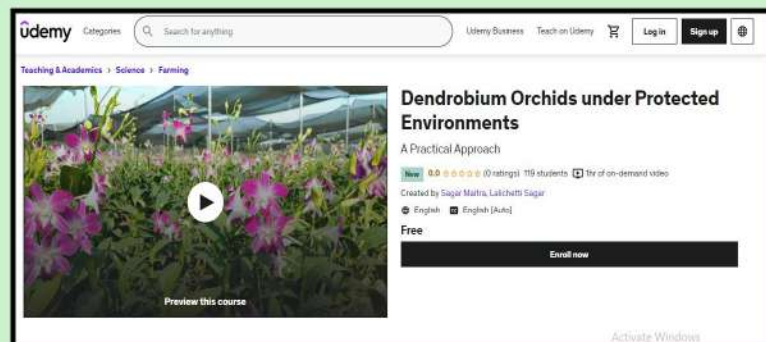 ûdemy Categories Search for anything Udemy Business Teach on Udemy Log in Sign up
Teaching & Academics > Science > Farming
Dendrobium Orchids under Protected
Environments
A Practical Approach
New 0.0 (0 ratings) 119 students 1hr of on-demand video
Created by Sagar Maitra, Lalichetti Sagar
English English [Auto]
Free
Enroll now
Preview this course
Activate Windows